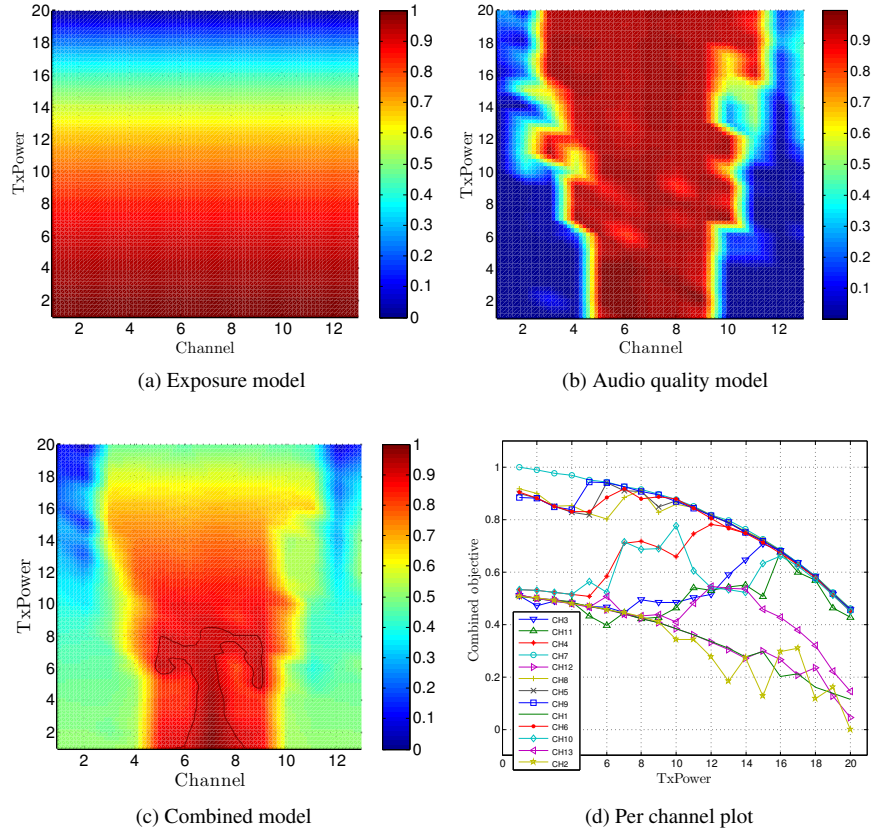 20
18
16
14
12
10
8
6
4
2
TxPower
2 4 6 8 10 12
Channel
1
0.9
0.8
0.7
0.6
0.5
0.4
0.3
0.2
0.1
0
(a) Exposure model
20
18
16
14
12
10
8
6
4
2
TxPower
2 4 6 8 10 12
Channel
0.9
0.8
0.7
0.6
0.5
0.4
0.3
0.2
0.1
(b) Audio quality model
20
18
16
14
12
10
8
6
4
2
TxPower
2 4 6 8 10 12
Channel
1
0.9
0.8
0.7
0.6
0.5
0.4
0.3
0.2
0.1
0
(c) Combined model
1
0.8
0.6
0.4
0.2
0
Combined objective
CH3
CH11
CH4
CH7
CH12
CH8
CH5
CH9
CH1
CH6
CH10
CH13
CH2
0 6 8 10 12 14 16 18 20
TxPower
(d) Per channel plot